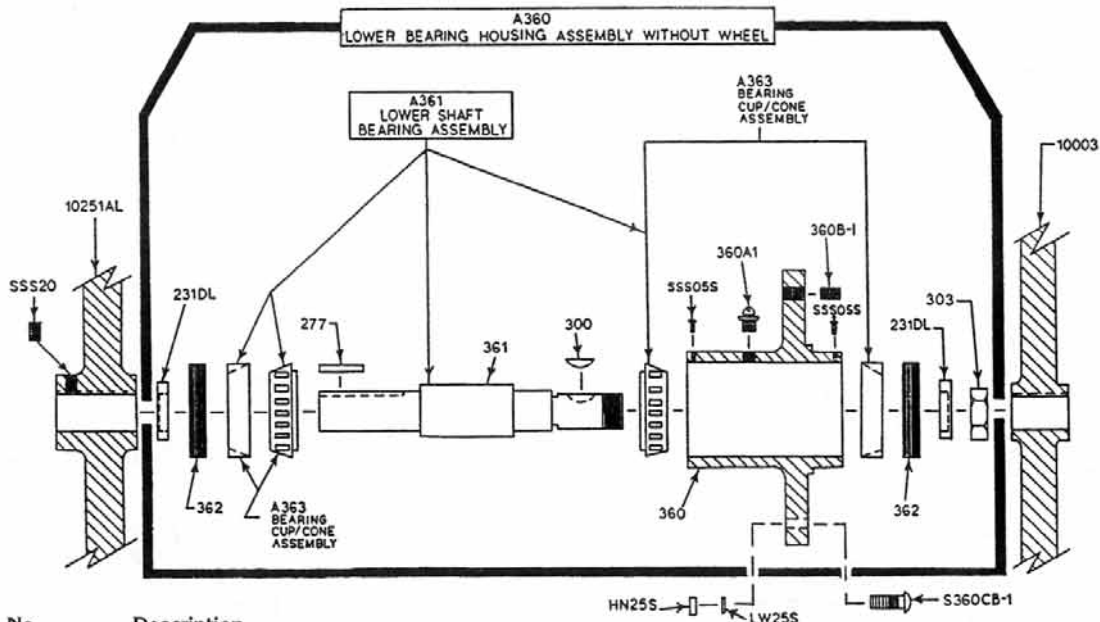 A360
LOWER BEARING HOUSING ASSEMBLY WITHOUT WHEEL
A361
LOWER SHAFT
BEARING ASSEMBLY
A363
BEARING
CUP/CONE
ASSEMBLY
10003
10251AL
SSS20
231DL
277
361
300
SSS05S
360A1
360B-1
SSS05S
231DL
303
362
A363
BEARING
CUP/CONE
ASSEMBLY
360
362
HN25S
LW25S
S360CB-1
No. Description